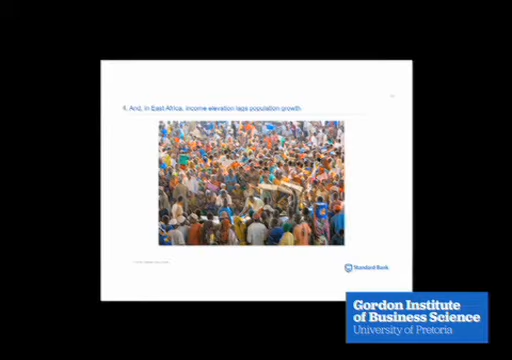 4. And, in East Africa, income elevation lags population growth
Standard Bank
Gordon Institute
of Business Science
University of Pretoria